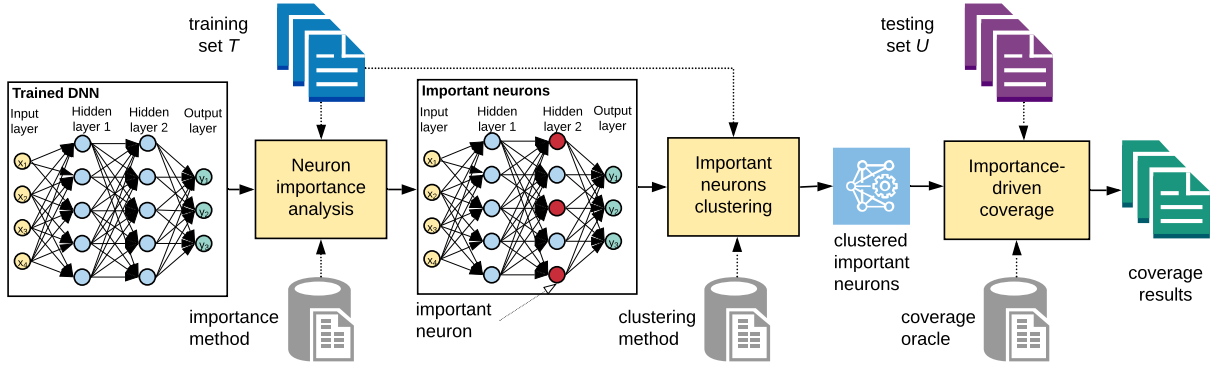 training
set T
testing
set U
Trained DNN
Input
layer
Hidden
layer 1
Hidden
layer 2
Output
layer
x1
x2
x3
x4
y1
y2
y3
Neuron
importance
analysis
importance
method
Important neurons
Input
layer
Hidden
layer 1
Hidden
layer 2
Output
layer
x1
x2
x3
x4
y1
y2
y3
important
neuron
Important
neurons
clustering
clustering
method
clustered
important
neurons
Importance-
driven
coverage
coverage
oracle
coverage
results